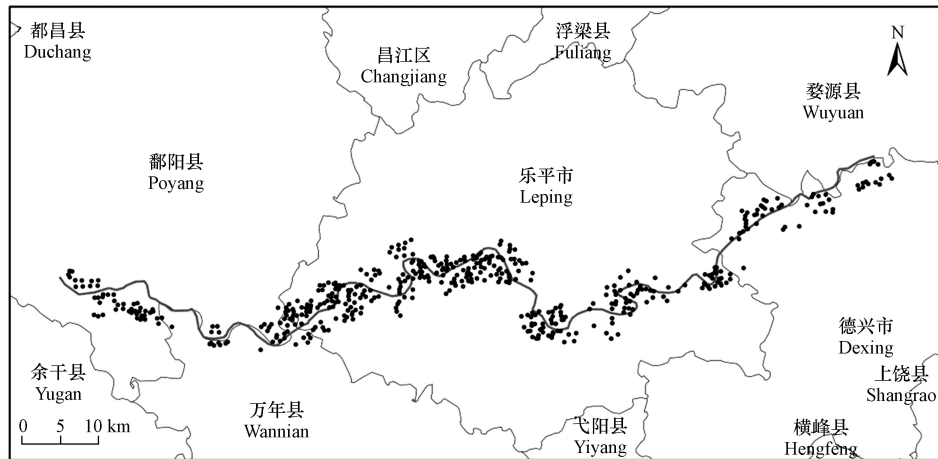 都昌县
Duchang
昌江区
Changjiang
浮梁县
Fuliang
N
婺源县
Wuyuan
鄱阳县
Poyang
乐平市
Leping
德兴市
Dexing
余干县
Yugan
上饶县
Shangrao
万年县
Wannian
弋阳县
Yiyang
横峰县
Hengfeng
0 5 10 km